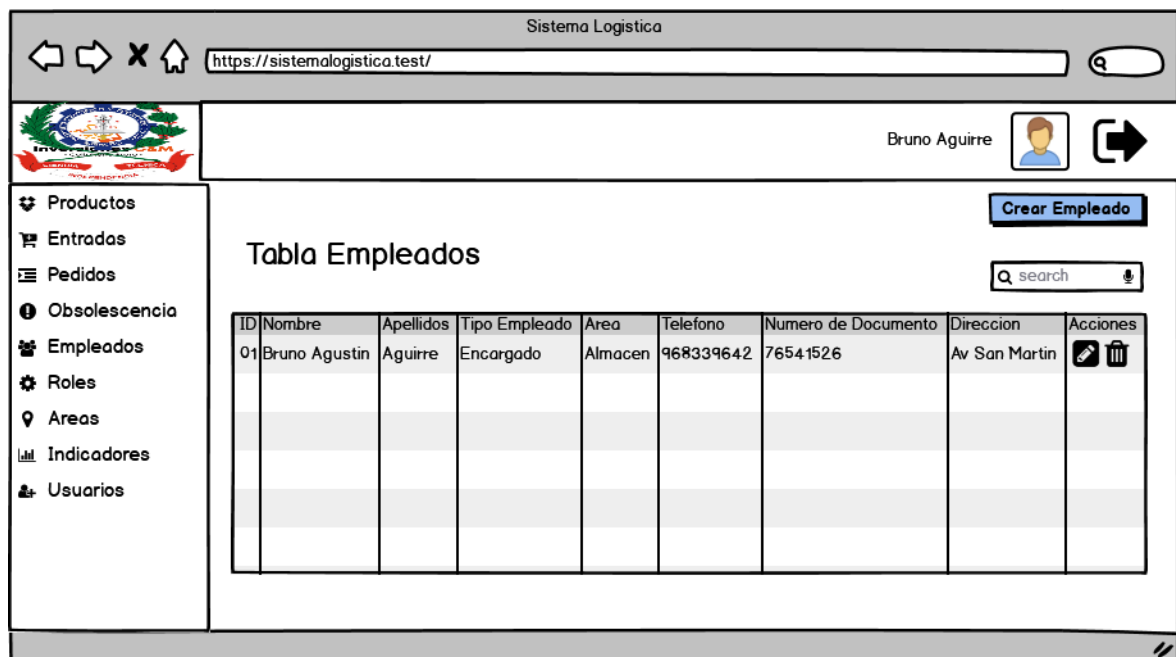 Sistema Logistica
https://sistemalogistica.test/
Inversiones C&M
Bruno Aguirre
Productos
Entradas
Pedidos
Obsolescencia
Empleados
Roles
Areas
Indicadores
Usuarios
Crear Empleado
Tabla Empleados
search
ID Nombre Apellidos Tipo Empleado Area Telefono Numero de Documento Direccion Acciones
01 Bruno Agustin Aguirre Encargado Almacen 968339642 76541526 Av San Martin